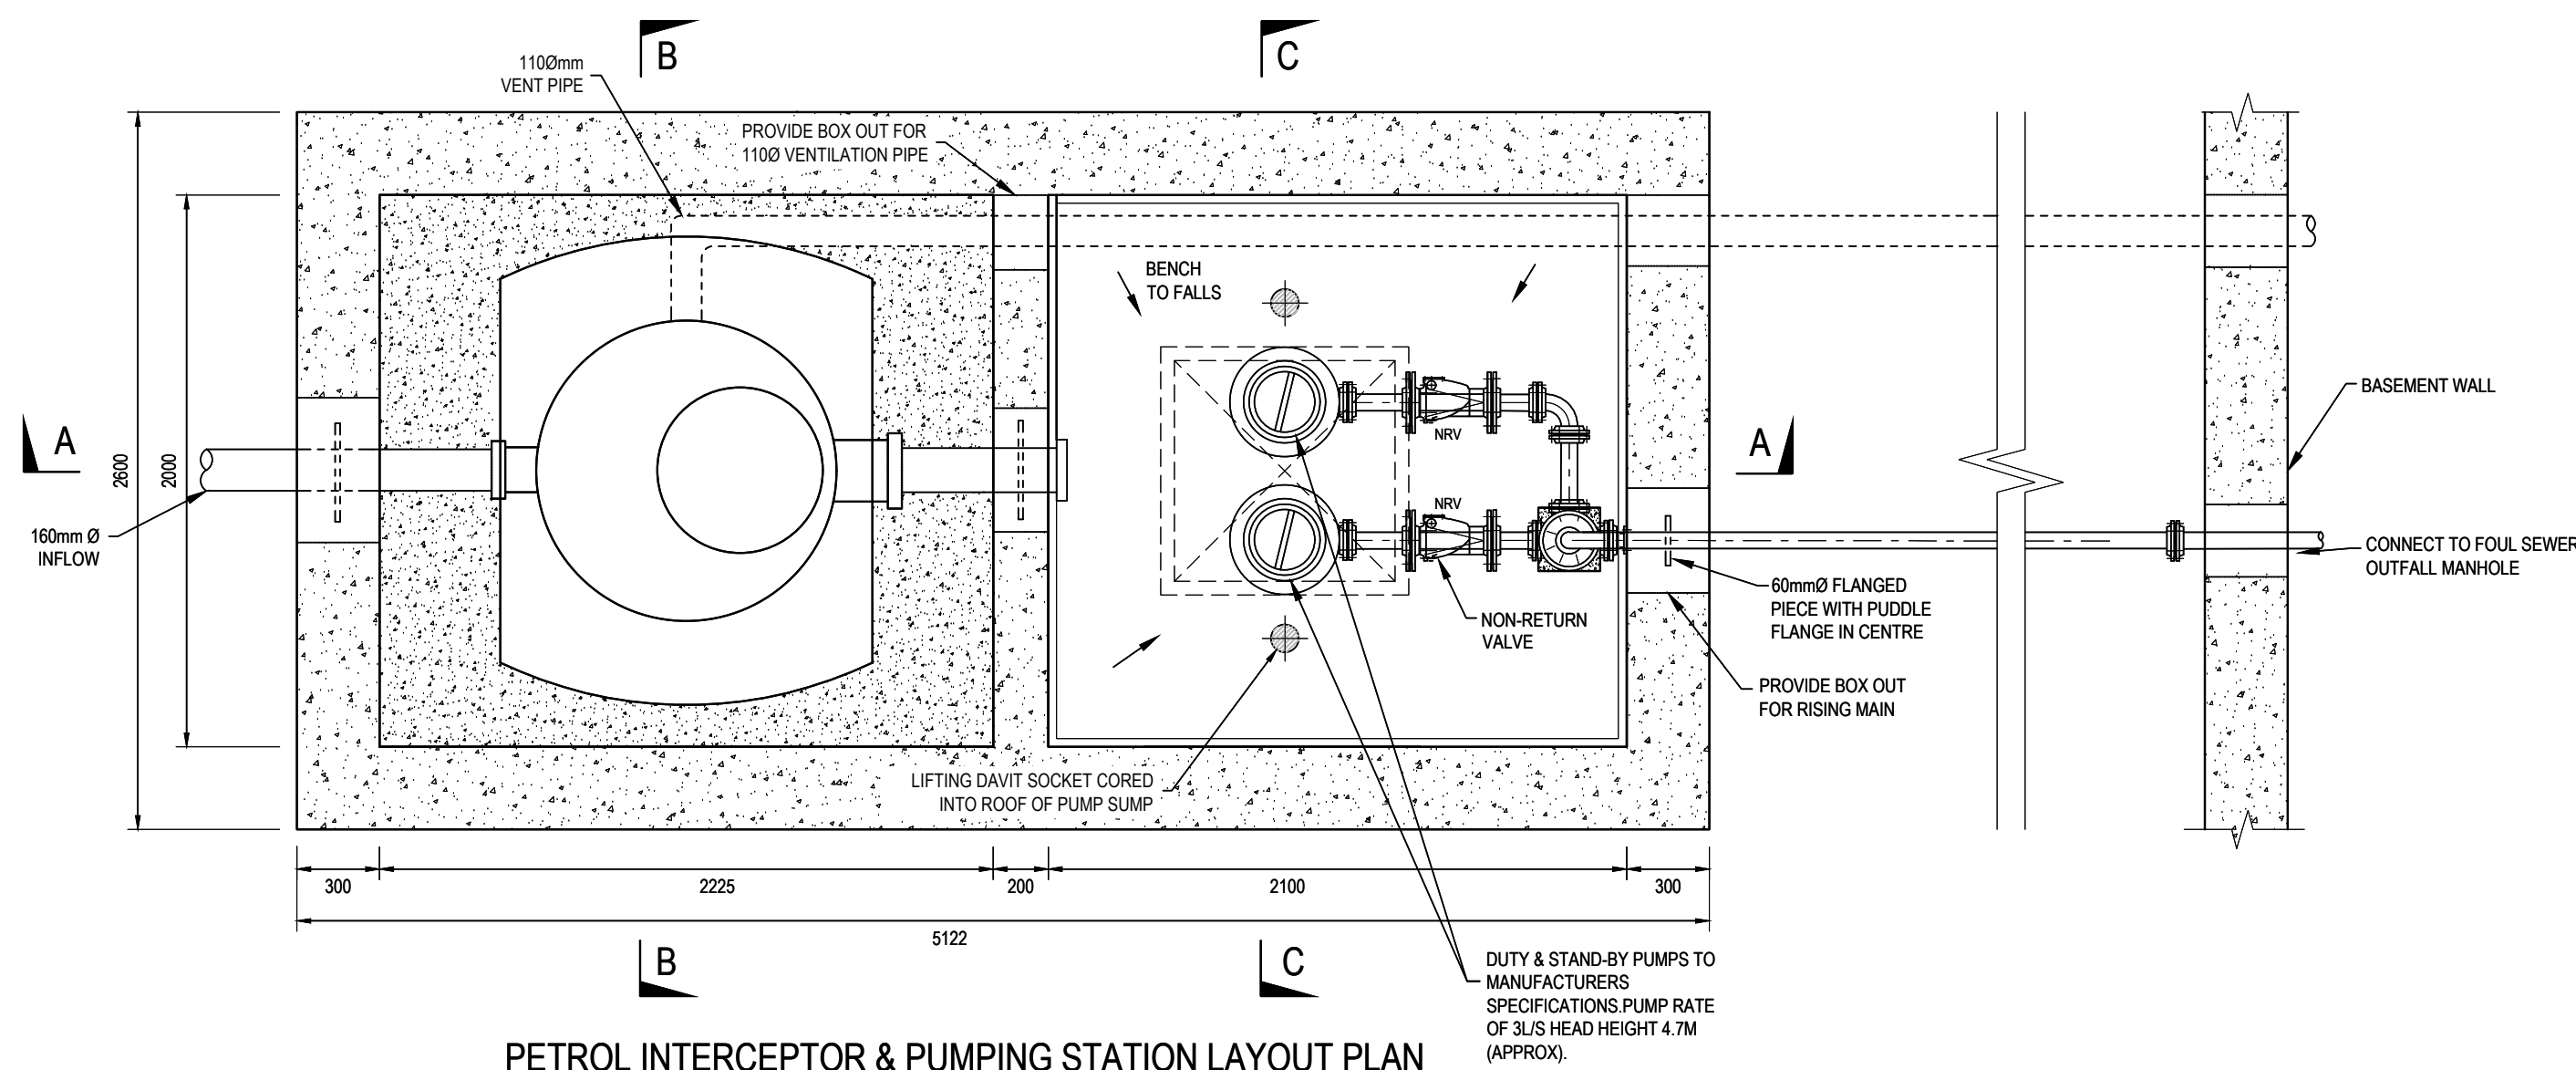 B
C
110Ømm
VENT PIPE
PROVIDE BOX OUT FOR
110Ø VENTILATION PIPE
BENCH
TO FALLS
BASEMENT WALL
A
A
2600
2000
NRV
NRV
160mm Ø
INFLOW
CONNECT TO FOUL SEWER
OUTFALL MANHOLE
60mmØ FLANGED
PIECE WITH PUDDLE
FLANGE IN CENTRE
NON-RETURN
VALVE
PROVIDE BOX OUT
FOR RISING MAIN
LIFTING DAVIT SOCKET CORED
INTO ROOF OF PUMP SUMP
300
2225
200
2100
300
5122
B
C
DUTY & STAND-BY PUMPS TO
MANUFACTURERS
SPECIFICATIONS.PUMP RATE
OF 3L/S HEAD HEIGHT 4.7M
(APPROX).
PETROL INTERCEPTOR & PUMPING STATION LAYOUT PLAN